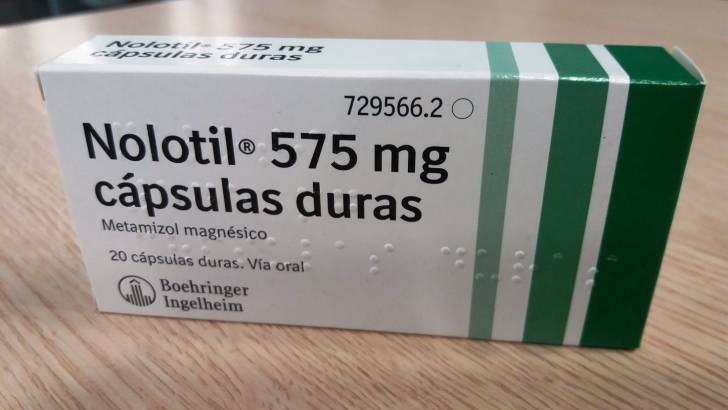 Nolotil® 575 mg
cápsulas duras
729566.2
Nolotil® 575 mg
cápsulas duras
Metamizol magnésico
20 cápsulas duras. Vía oral
Boehringer
Ingelheim